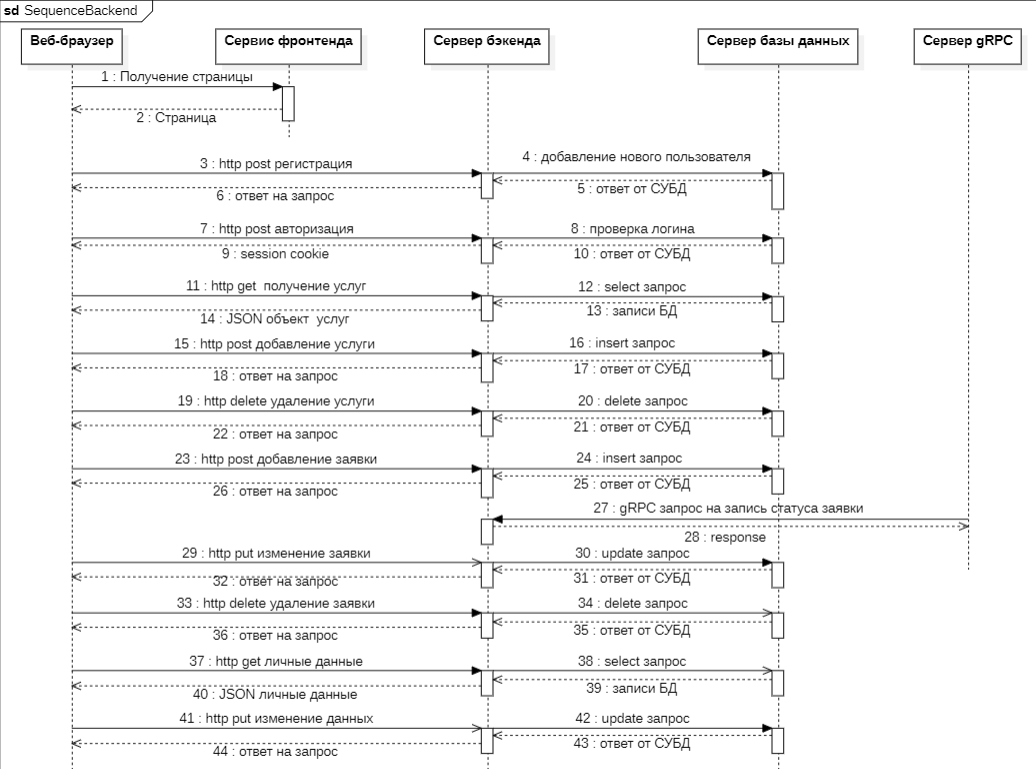 sd SequenceBackend
Веб-браузер
Сервис фронтенда
Сервер бэкенда
Сервер базы данных
Сервер gRPC
1 : Получение страницы
2 : Страница
3 : http post регистрация
4 : добавление нового пользователя
5 : ответ от СУБД
6 : ответ на запрос
7 : http post авторизация
8 : проверка логина
9 : session cookie
10 : ответ от СУБД
11 : http get  получение услуг
12 : select запрос
13 : записи БД
14 : JSON объект  услуг
15 : http post добавление услуги
16 : insert запрос
17 : ответ от СУБД
18 : ответ на запрос
19 : http delete удаление услуги
20 : delete запрос
21 : ответ от СУБД
22 : ответ на запрос
23 : http post добавление заявки
24 : insert запрос
25 : ответ от СУБД
26 : ответ на запрос
27 : gRPC запрос на запись статуса заявки
28 : response
29 : http put изменение заявки
30 : update запрос
31 : ответ от СУБД
32 : ответ на запрос
33 : http delete удаление заявки
34 : delete запрос
35 : ответ от СУБД
36 : ответ на запрос
37 : http get личные данные
38 : select запрос
39 : записи БД
40 : JSON личные данные
41 : http put изменение данных
42 : update запрос
43 : ответ от СУБД
44 : ответ на запрос